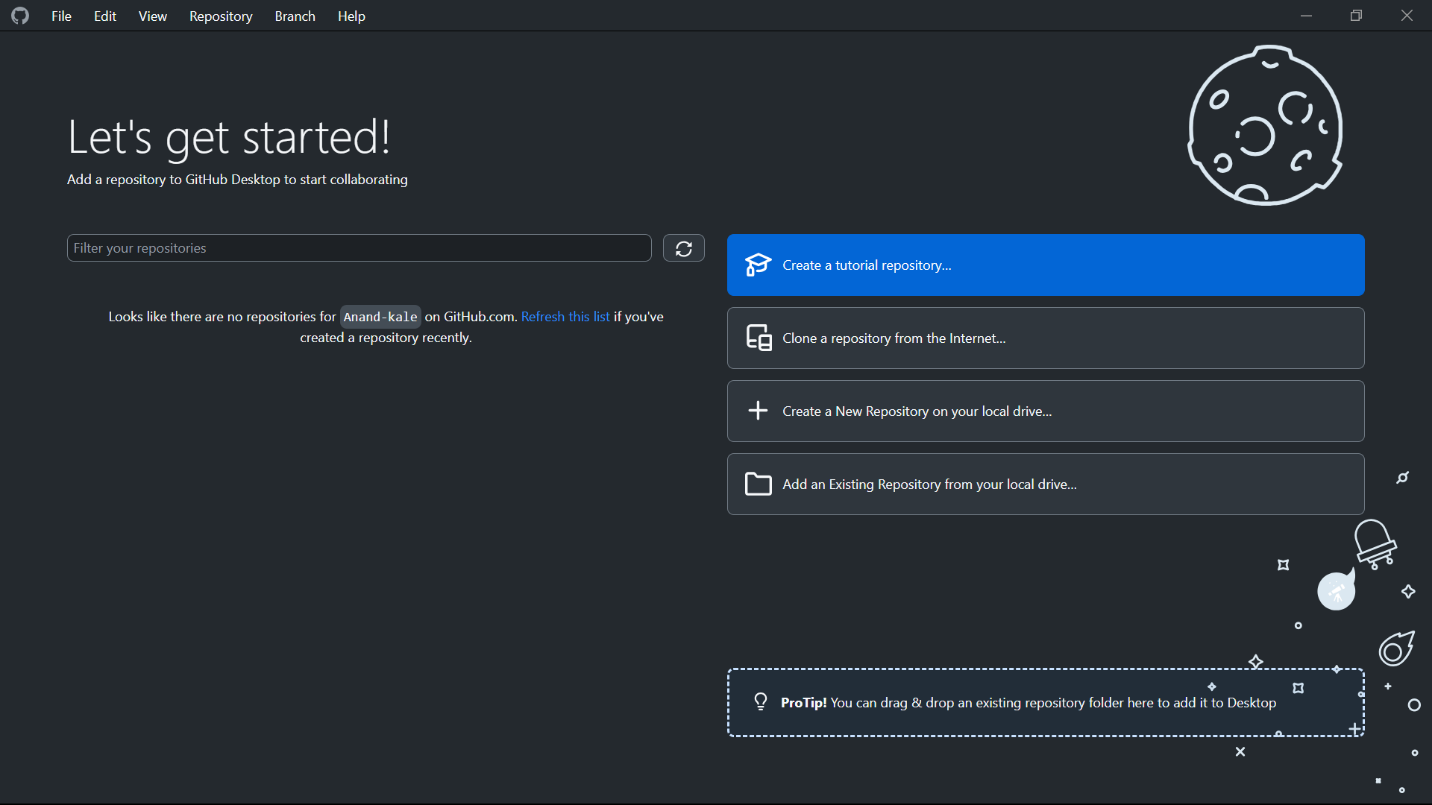 File Edit View Repository Branch Help
Let's get started!
Add a repository to GitHub Desktop to start collaborating
Filter your repositories
Looks like there are no repositories for Anand-kale on GitHub.com. Refresh this list if you've
created a repository recently.
Create a tutorial repository...
Clone a repository from the Internet...
Create a New Repository on your local drive...
Add an Existing Repository from your local drive...
ProTip! You can drag & drop an existing repository folder here to add it to Desktop